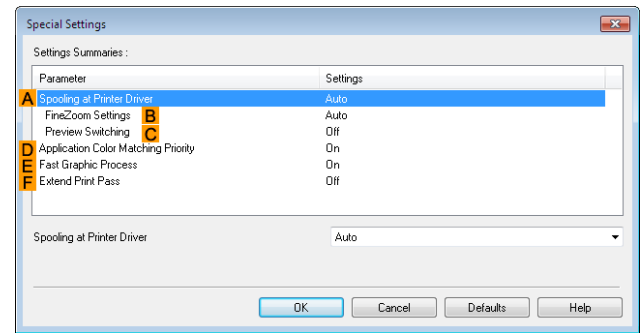 Special Settings
Settings Summaries :
Parameter Settings
A Spooling at Printer Driver Auto
FineZoom Settings B Auto
Preview Switching C Off
D Application Color Matching Priority On
E Fast Graphic Process On
F Extend Print Pass Off
Spooling at Printer Driver Auto
OK Cancel Defaults Help